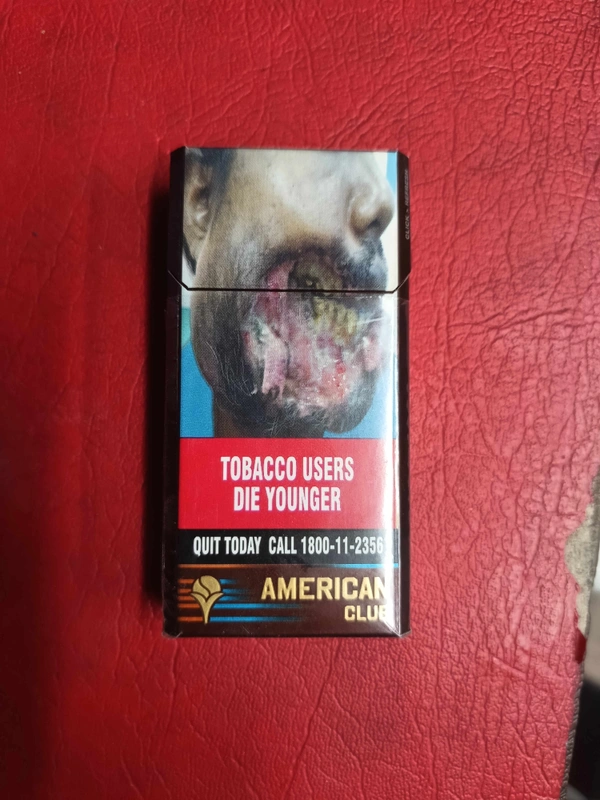 TOBACCO USERS
DIE YOUNGER
QUIT TODAY CALL 1800-11-2356
AMERICAN
CLUB